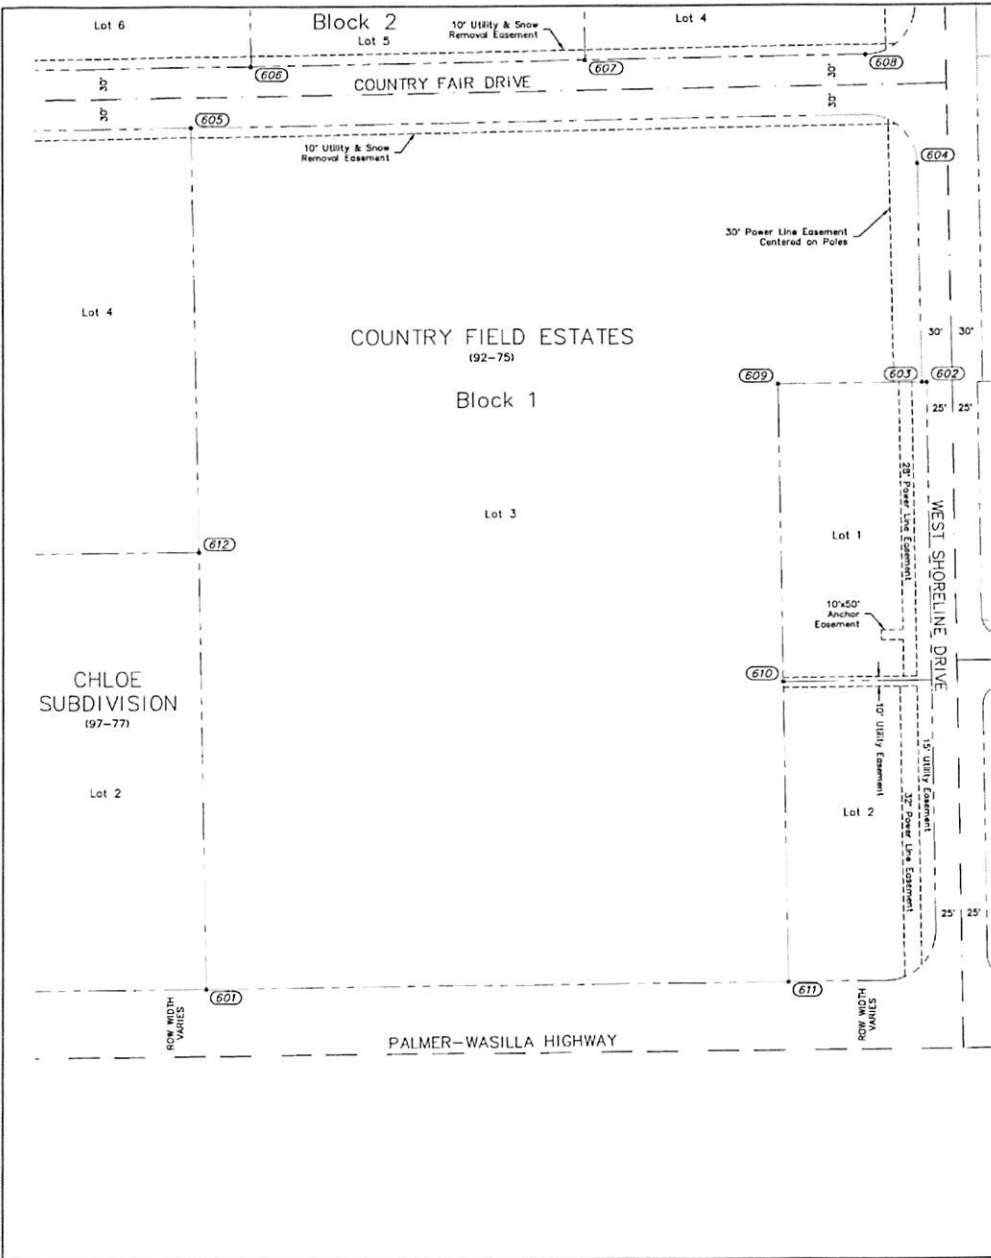 Lot 6
Block 2
Lot 5
10' Utility & Snow
Removal Easement
Lot 4
606
607
608
COUNTRY FAIR DRIVE
30'
30'
30'
30'
605
10' Utility & Snow
Removal Easement
604
30' Power Line Easement
Centered on Poles
Lot 4
COUNTRY FIELD ESTATES
(92-75)
30'
30'
609
603
602
Block 1
25'
25'
28' Power Line Easement
Lot 3
Lot 1
WEST SHORELINE DRIVE
612
10'x50'
Anchor
Easement
CHLOE
SUBDIVISION
(97-77)
610
10' Utility Easement
15' Utility Easement
Lot 2
32' Power Line Easement
Lot 2
25'
25'
601
611
ROW WIDTH
VARIES
ROW WIDTH
VARIES
PALMER-WASILLA HIGHWAY